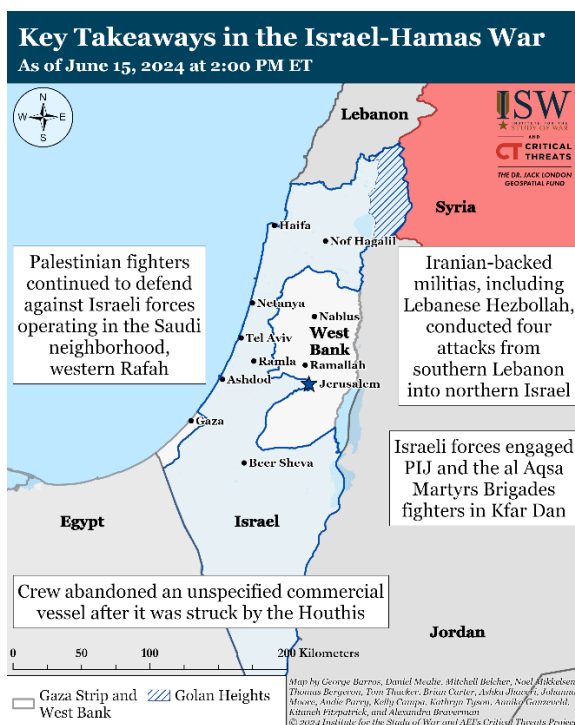 Key Takeaways in the Israel-Hamas War
As of June 15, 2024 at 2:00 PM ET
N
W
E
S
Lebanon
ISW
INSTITUTE FOR THE
STUDY OF WAR
AND
CT CRITICAL
THREATS
THE DR. JACK LONDON
GEOSPATIAL FUND
Syria
Haifa
Nof Hagalil
Palestinian fighters
continued to defend
against Israeli forces
operating in the Saudi
neighborhood,
western Rafah
Iranian-backed
militias, including
Lebanese Hezbollah,
conducted four
attacks from
southern Lebanon
into northern Israel
Netanya
Nablus
Tel Aviv
West
Bank
Ramla
Ramallah
Ashdod
Jerusalem
Gaza
Israeli forces engaged
PIJ and the al Aqsa
Martyrs Brigades
fighters in Kfar Dan
Beer Sheva
Egypt
Israel
Crew abandoned an unspecified commercial
vessel after it was struck by the Houthis
Jordan
0 50 100 200 Kilometers
Gaza Strip and
West Bank
Golan Heights
Map by George Barros, Daniel Mealie, Mitchell Belcher, Noel Mikkelsen,
Thomas Bergeron, Tom Thacker, Brian Carter, Ashka Jhaveri, Johanna
Moore, Andie Parry, Kelly Campa, Kathryn Tyson, Annika Ganzeveld,
Kitaneh Fitzpatrick, and Alexandra Braverman
© 2024 Institute for the Study of War and AEI's Critical Threats Project